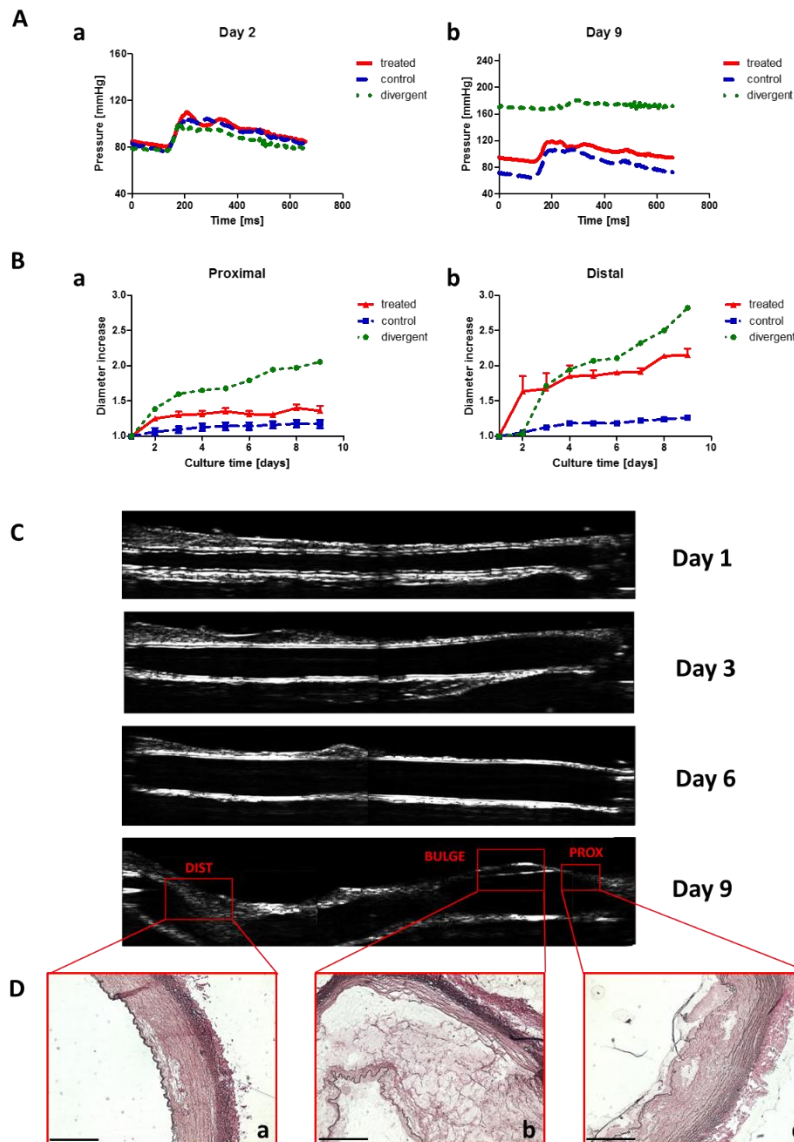 A
a
Day 2
Pressure [mmHg]
160
120
80
40
0
200
400
600
800
Time [ms]
treated
control
divergent
b
Day 9
Pressure [mmHg]
240
200
160
120
80
40
0
200
400
600
800
Time [ms]
treated
control
divergent
B
a
Proximal
Diameter increase
3.0
2.5
2.0
1.5
1.0
2
4
6
8
10
Culture time [days]
treated
control
divergent
b
Distal
Diameter increase
3.0
2.5
2.0
1.5
1.0
2
4
6
8
10
Culture time [days]
treated
control
divergent
C
Day 1
Day 3
Day 6
DIST
BULGE
PROX
Day 9
D
a
b